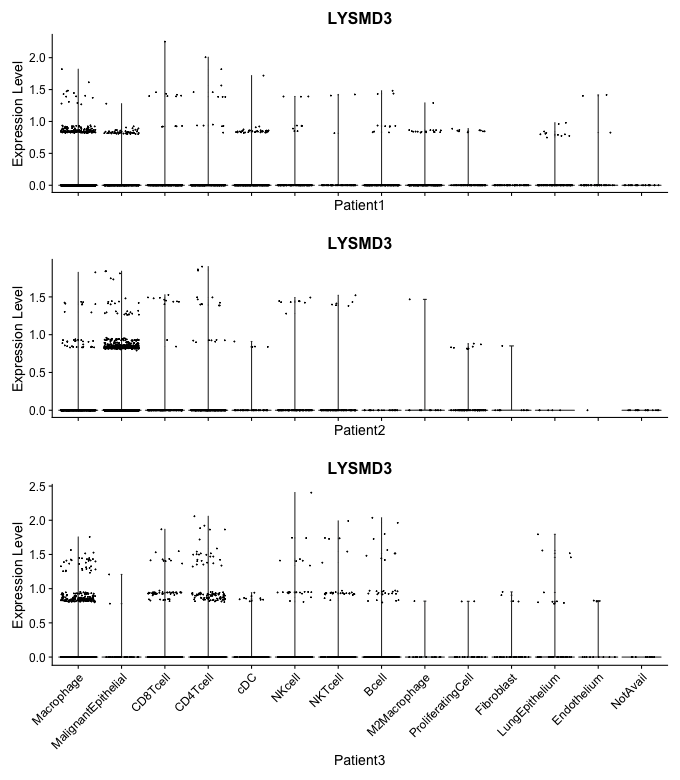 LYSMD3
Expression Level
2.0
1.5
1.0
0.5
0.0
Patient1
LYSMD3
Expression Level
1.5
1.0
0.5
0.0
Patient2
LYSMD3
Expression Level
2.5
2.0
1.5
1.0
0.5
0.0
Macrophage
MalignantEpithelial
CD8Tcell
CD4Tcell
cDC
NKcell
NKTcell
Bcell
M2Macrophage
ProliferatingCell
Fibroblast
LungEpithelium
Endothelium
NotAvail
Patient3